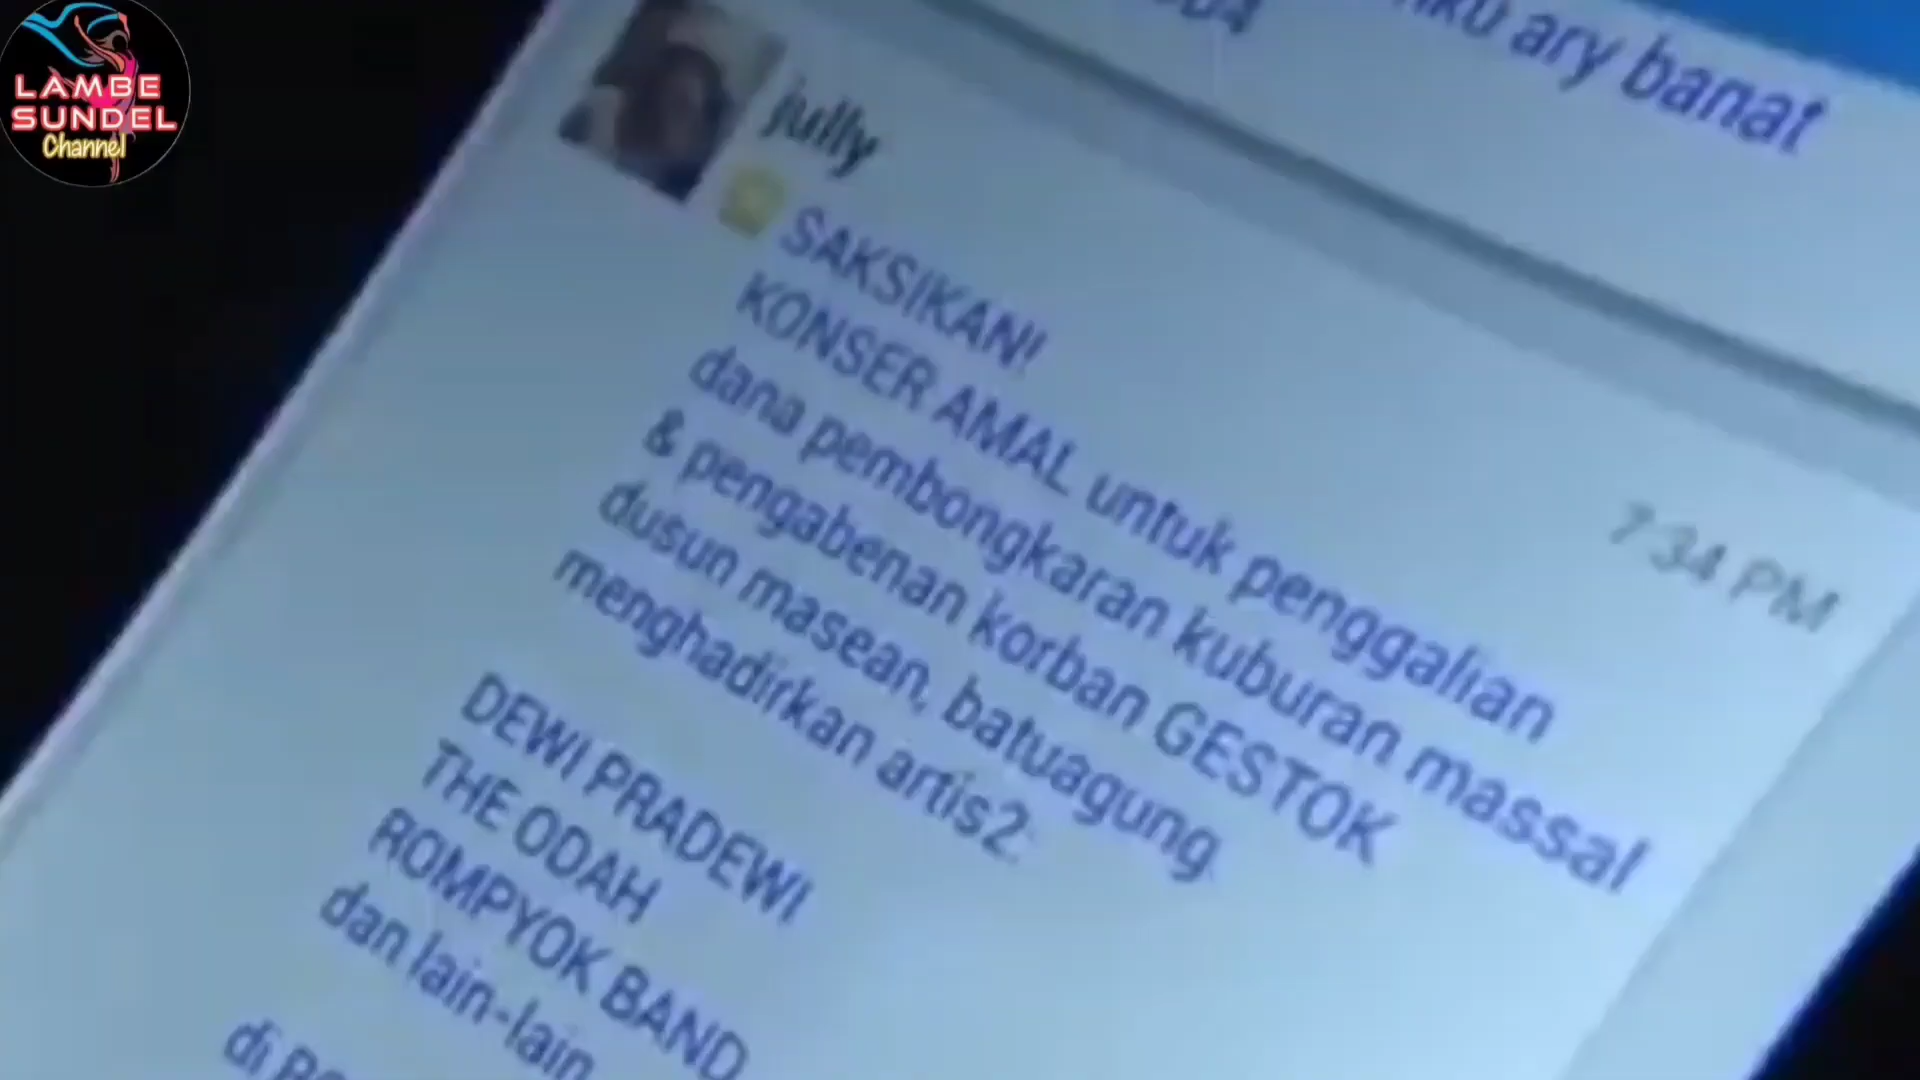 LAMBE
SUNDEL
Channel
ary banat
jully
SAKSIKAN!
KONSER AMAL untuk penggalian
dana pembongkaran kuburan massal
& pengabenan korban GESTOK
dusun masean, batuagung.
menghadirkan artis2:
7:34 PM
DEWI PRADEWI
THE ODAH
ROMPYOK BAND
dan lain-lain
di